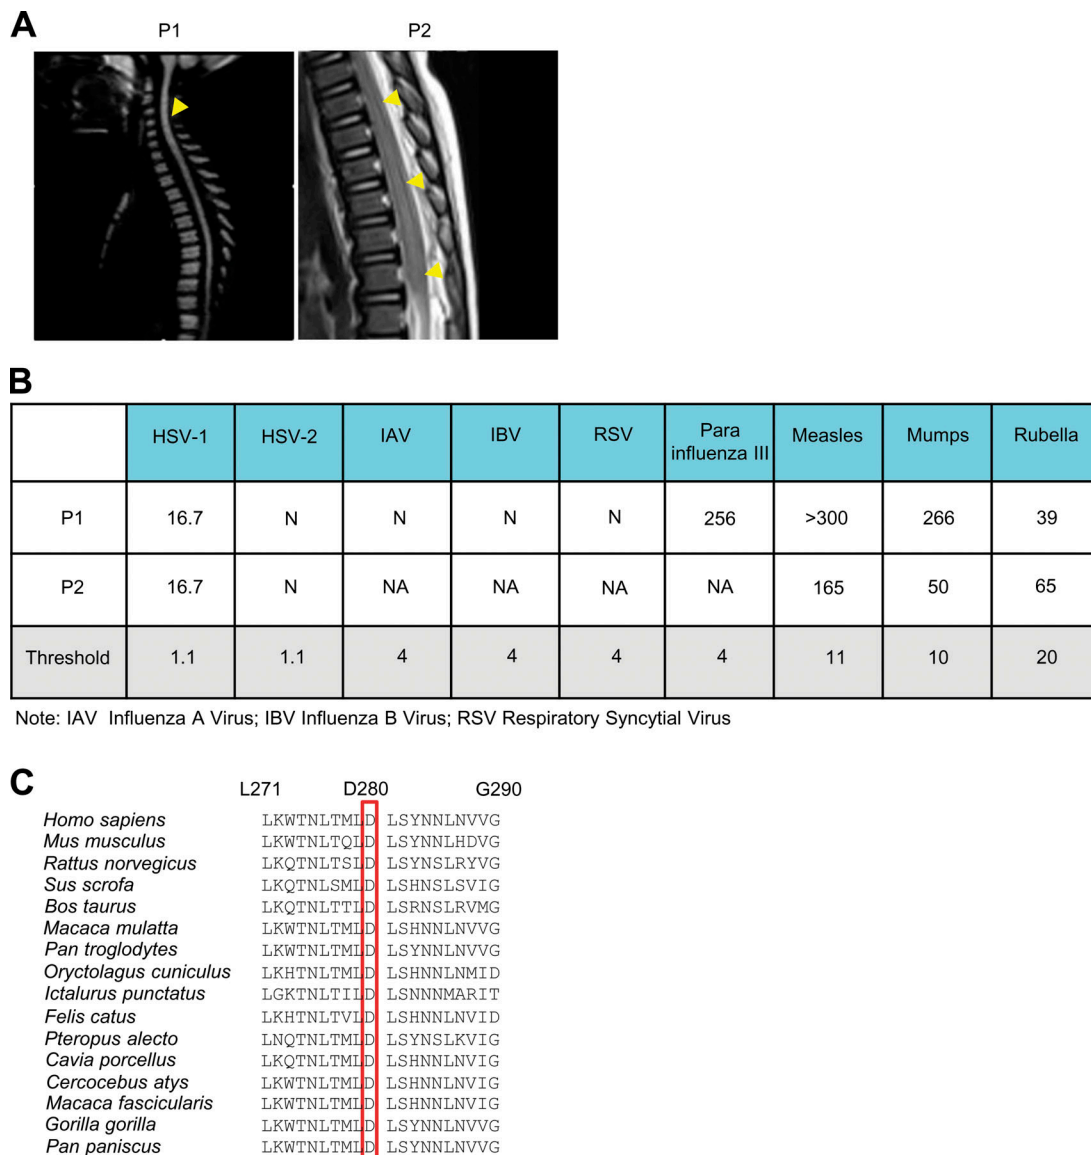 A
P1 P2
B
HSV-1 HSV-2 IAV IBV RSV Para influenza III Measles Mumps Rubella
P1 16.7 N N N N 256 >300 266 39
P2 16.7 N NA NA NA NA 165 50 65
Threshold 1.1 1.1 4 4 4 4 11 10 20
Note: IAV Influenza A Virus; IBV Influenza B Virus; RSV Respiratory Syncytial Virus
C
L271 D280 G290
Homo sapiens LKWTNLTMLD LSYNNLNVVG
Mus musculus LKWTNLTQLD LSYNNLHDVG
Rattus norvegicus LKQTNLTSLD LSYNSLRYVG
Sus scrofa LKQTNLSMLD LSHNSLSVIG
Bos taurus LKQTNLTTLD LSRNSLRVMG
Macaca mulatta LKWTNLTMLD LSHNNLNVVG
Pan troglodytes LKWTNLTMLD LSYNNLNVVG
Oryctolagus cuniculus LKHTNLTMLD LSHNNLNMID
Ictalurus punctatus LGKTNLTILD LSNNNMARIT
Felis catus LKHTNLTVLD LSHNNLNVID
Pteropus alecto LNQTNLTMLD LSYNSLKVIG
Cavia porcellus LKQTNLTMLD LSHNNLNVIG
Cercocebus atys LKWTNLTMLD LSHNNLNVIG
Macaca fascicularis LKWTNLTMLD LSHNNLNVIG
Gorilla gorilla LKWTNLTMLD LSYNNLNVVG
Pan paniscus LKWTNLTMLD LSYNNLNVVG